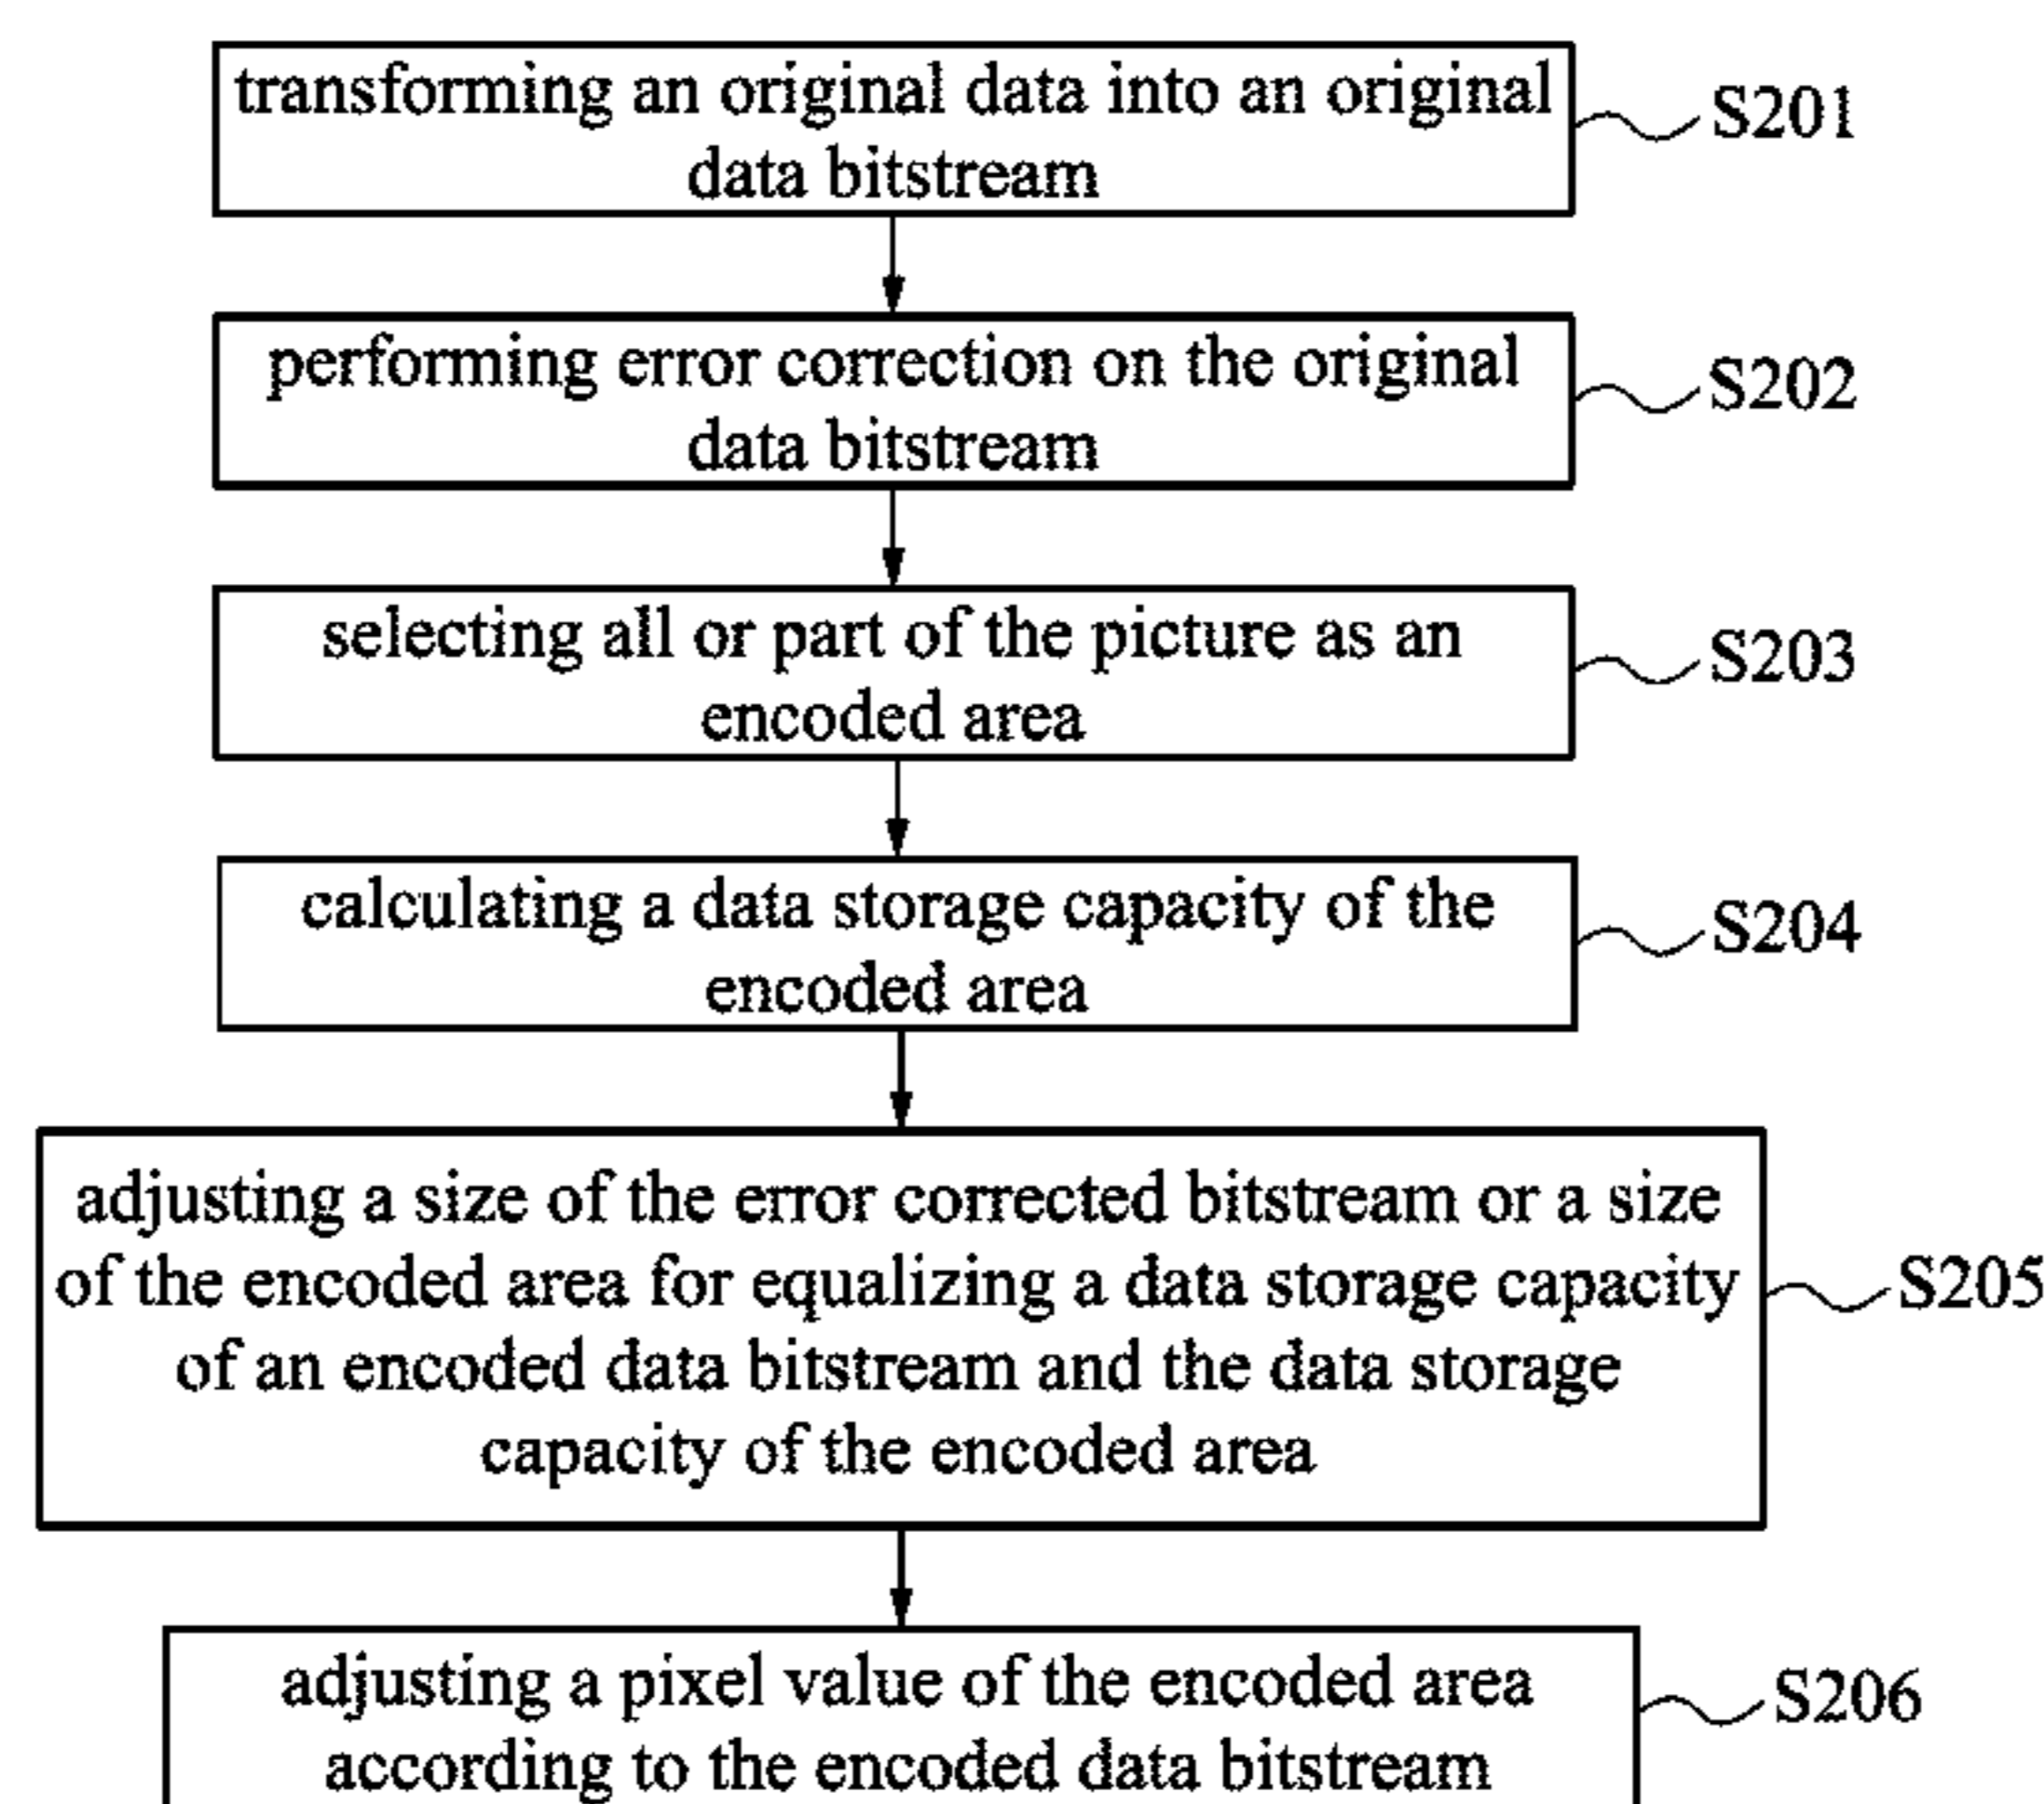 transforming an original data into an original
data bitstream
S201
performing error correction on the original
data bitstream
S202
selecting all or part of the picture as an
encoded area
S203
calculating a data storage capacity of the
encoded area
S204
adjusting a size of the error corrected bitstream or a size
of the encoded area for equalizing a data storage capacity
of an encoded data bitstream and the data storage
capacity of the encoded area
S205
adjusting a pixel value of the encoded area
according to the encoded data bitstream
S206